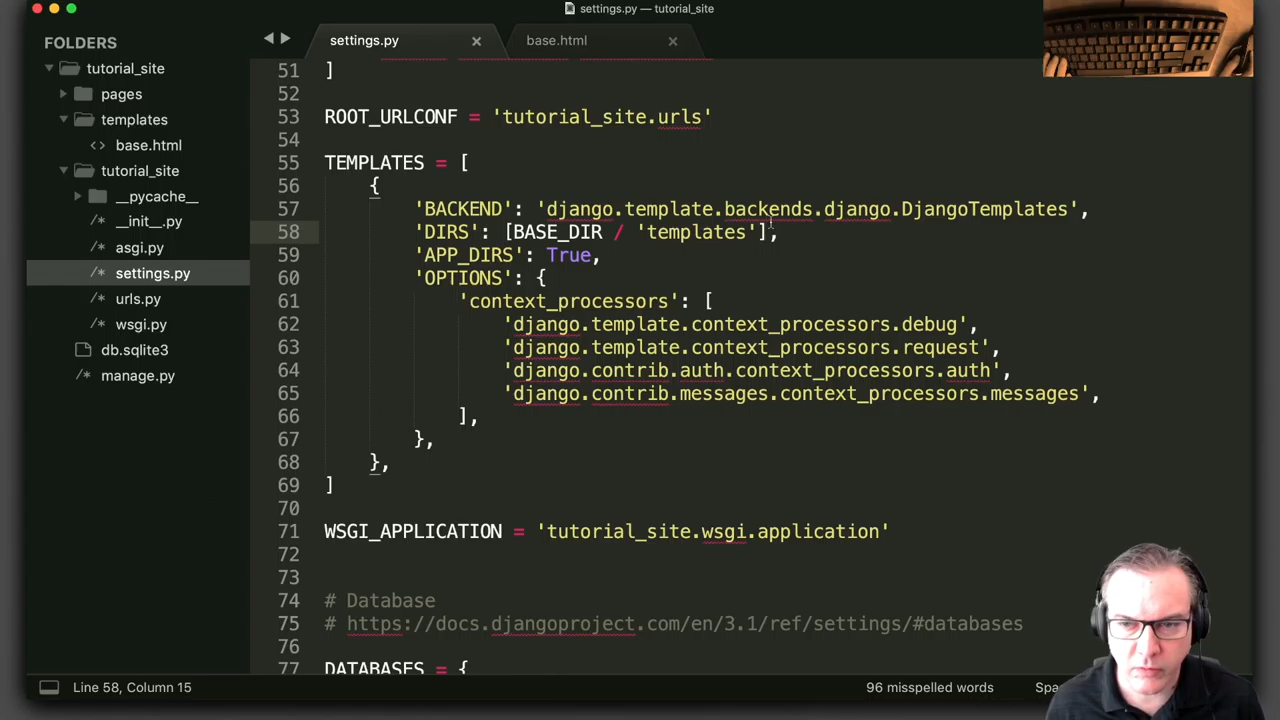 settings.py — tutorial_site
FOLDERS
tutorial_site
pages
templates
<> base.html
tutorial_site
/* __pycache__
/* __init__.py
/* asgi.py
/* settings.py
/* urls.py
/* wsgi.py
db.sqlite3
/* manage.py
settings.py
base.html
51 ]
52
53 ROOT_URLCONF = 'tutorial_site.urls'
54
55 TEMPLATES = [
56 {
57 'BACKEND': 'django.template.backends.django.DjangoTemplates',
58 'DIRS': [BASE_DIR / 'templates'],
59 'APP_DIRS': True,
60 'OPTIONS': {
61 'context_processors': [
62 'django.template.context_processors.debug',
63 'django.template.context_processors.request',
64 'django.contrib.auth.context_processors.auth',
65 'django.contrib.messages.context_processors.messages',
66 ],
67 },
68 },
69 ]
70
71 WSGI_APPLICATION = 'tutorial_site.wsgi.application'
72
73
74 # Database
75 # https://docs.djangoproject.com/en/3.1/ref/settings/#databases
76
77 DATABASES = {
Line 58, Column 15
96 misspelled words